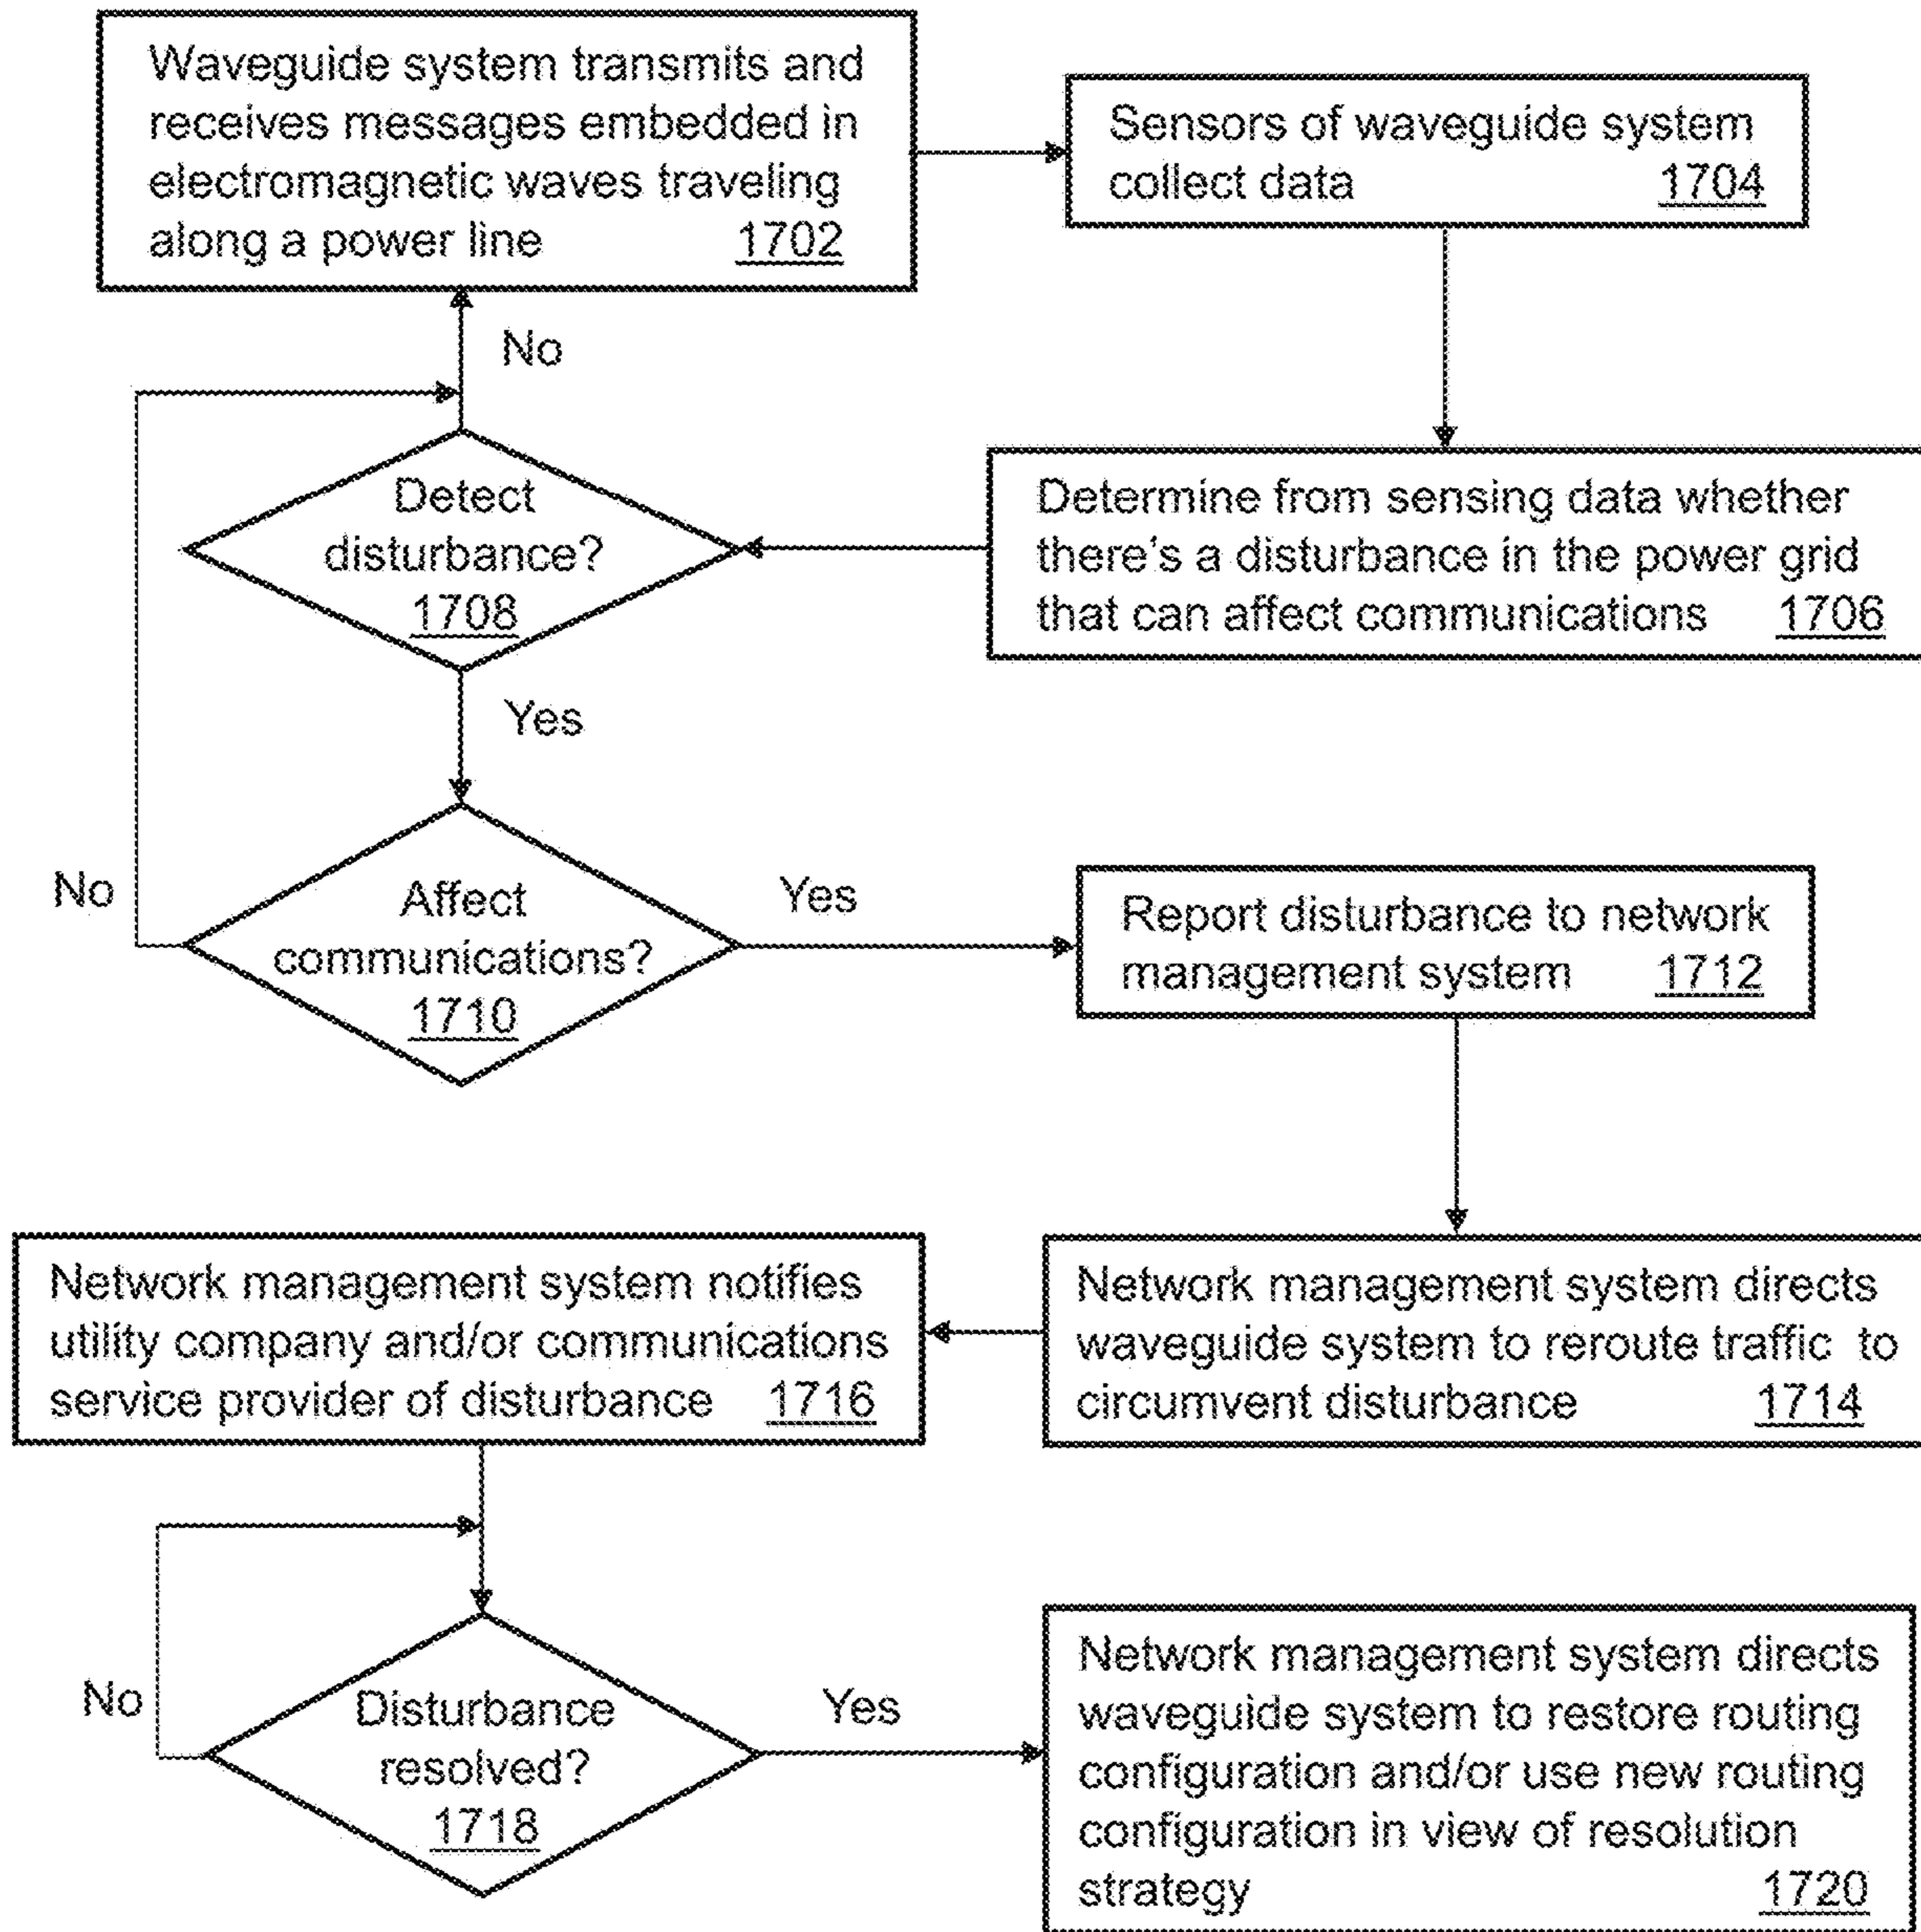 Waveguide system transmits and
receives messages embedded in
electromagnetic waves traveling
along a power line 1702
Sensors of waveguide system
collect data 1704
No
Detect
disturbance?
1708
Determine from sensing data whether
there's a disturbance in the power grid
that can affect communications 1706
Yes
No
Affect
communications?
1710
Yes
Report disturbance to network
management system 1712
Network management system notifies
utility company and/or communications
service provider of disturbance 1716
Network management system directs
waveguide system to reroute traffic to
circumvent disturbance 1714
No
Disturbance
resolved?
1718
Yes
Network management system directs
waveguide system to restore routing
configuration and/or use new routing
configuration in view of resolution
strategy 1720